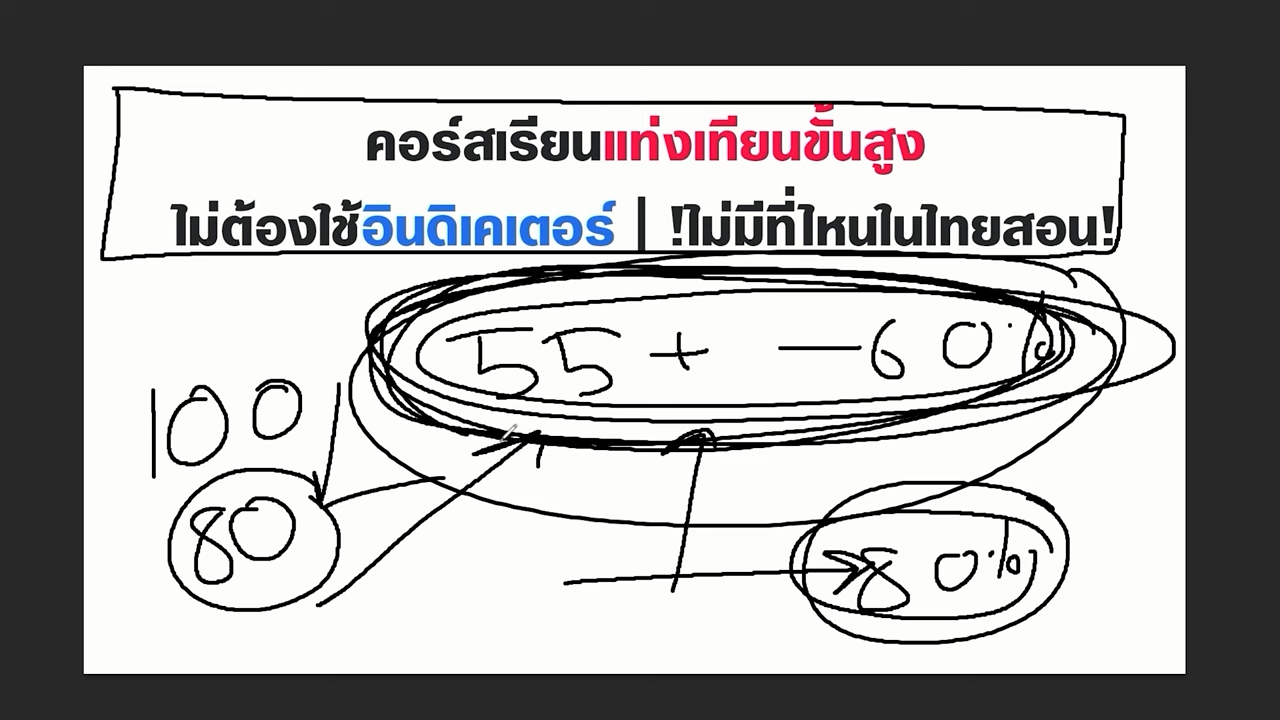 คอร์สเรียนแท่งเทียนขั้นสูง
ไม่ต้องใช้อินดิเคเตอร์ | !ไม่มีที่ไหนในไทยสอน!
55 + — 60%
100
80
80%